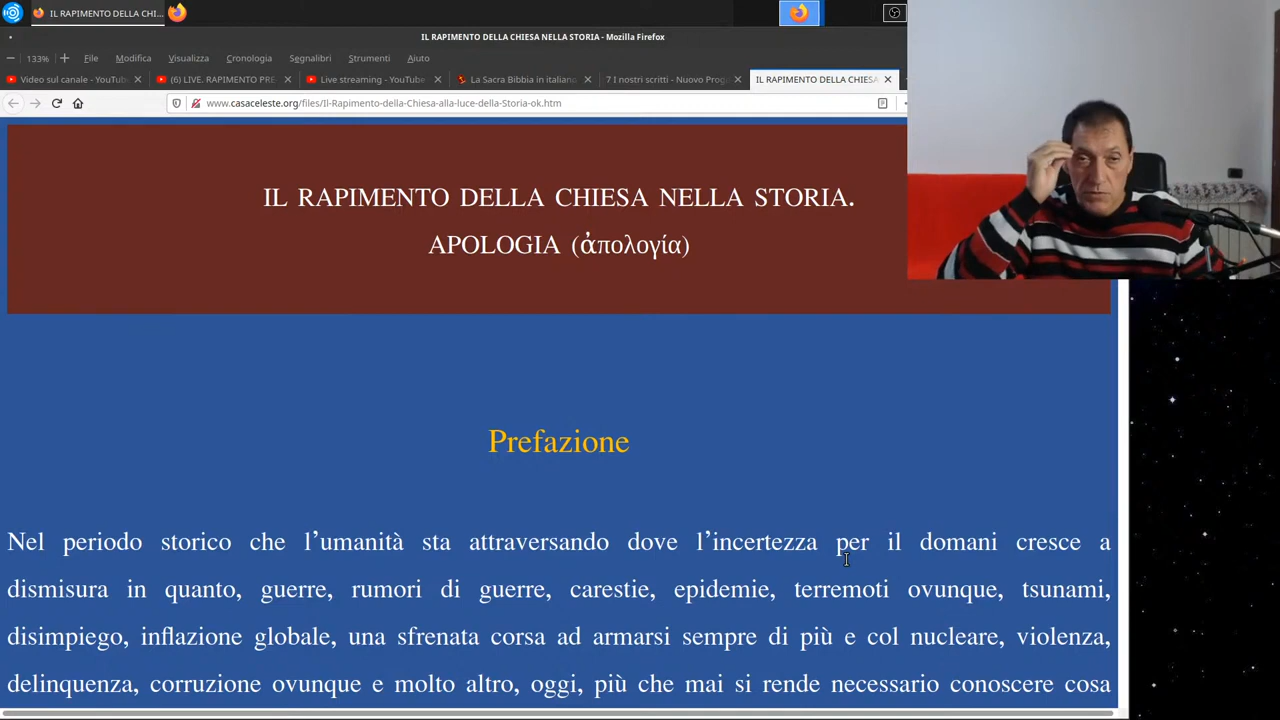 IL RAPIMENTO DELLA CHI...
IL RAPIMENTO DELLA CHIESA NELLA STORIA - Mozilla Firefox
133% File Modifica Visualizza Cronologia Segnalibri Strumenti Aiuto
Video sul canale - YouTube (6) LIVE. RAPIMENTO PRE- Live streaming - YouTube La Sacra Bibbia in italiano 7 I nostri scritti - Nuovo Prog IL RAPIMENTO DELLA CHIESA
www.casaceleste.org/files/Il-Rapimento-della-Chiesa-alla-luce-della-Storia-ok.htm
IL RAPIMENTO DELLA CHIESA NELLA STORIA.
APOLOGIA (ἀπολογία)
Prefazione
Nel periodo storico che l’umanità sta attraversando dove l’incertezza per il domani cresce a
dismisura in quanto, guerre, rumori di guerre, carestie, epidemie, terremoti ovunque, tsunami,
disimpiego, inflazione globale, una sfrenata corsa ad armarsi sempre di più e col nucleare, violenza,
delinquenza, corruzione ovunque e molto altro, oggi, più che mai si rende necessario conoscere cosa